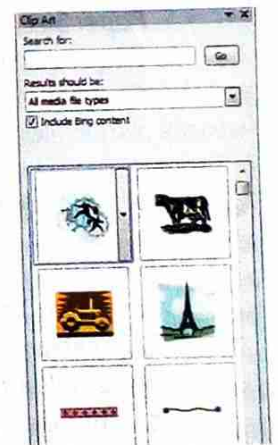 Clip Art
Search for:
Go
Results should be:
All media file types
Include Bing content